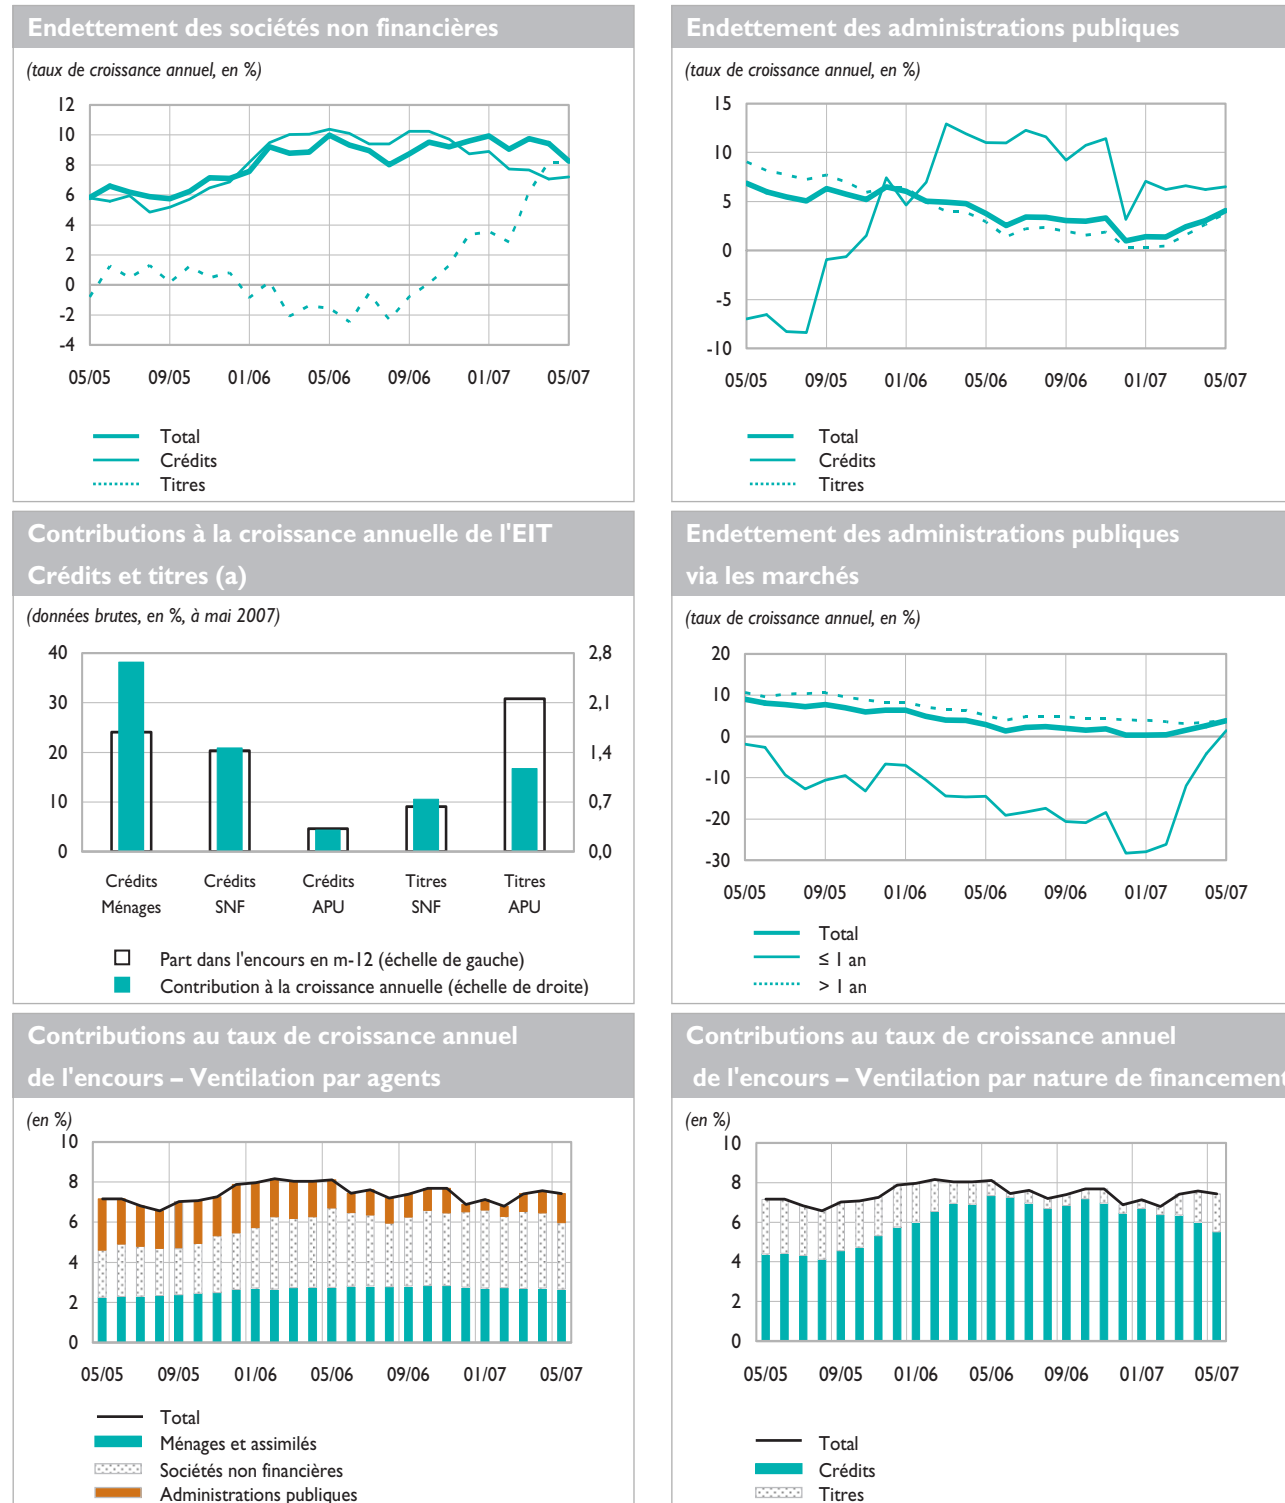 Endettement des sociétés non financières
(taux de croissance annuel, en %)
12
10
8
6
4
2
0
-2
-4
05/05 09/05 01/06 05/06 09/06 01/07 05/07
Total
Crédits
Titres
Endettement des administrations publiques
(taux de croissance annuel, en %)
15
10
5
0
-5
-10
05/05 09/05 01/06 05/06 09/06 01/07 05/07
Total
Crédits
Titres
Contributions à la croissance annuelle de l'EIT
Crédits et titres (a)
(données brutes, en %, à mai 2007)
40 2,8
30 2,1
20 1,4
10 0,7
0 0,0
Crédits Crédits Crédits Titres Titres
Ménages SNF APU SNF APU
Part dans l'encours en m-12 (échelle de gauche)
Contribution à la croissance annuelle (échelle de droite)
Endettement des administrations publiques
via les marchés
(taux de croissance annuel, en %)
20
10
0
-10
-20
-30
05/05 09/05 01/06 05/06 09/06 01/07 05/07
Total
≤ 1 an
> 1 an
Contributions au taux de croissance annuel
de l'encours – Ventilation par agents
(en %)
10
8
6
4
2
0
05/05 09/05 01/06 05/06 09/06 01/07 05/07
Total
Ménages et assimilés
Sociétés non financières
Administrations publiques
Contributions au taux de croissance annuel
de l'encours – Ventilation par nature de financement
(en %)
10
8
6
4
2
0
05/05 09/05 01/06 05/06 09/06 01/07 05/07
Total
Crédits
Titres